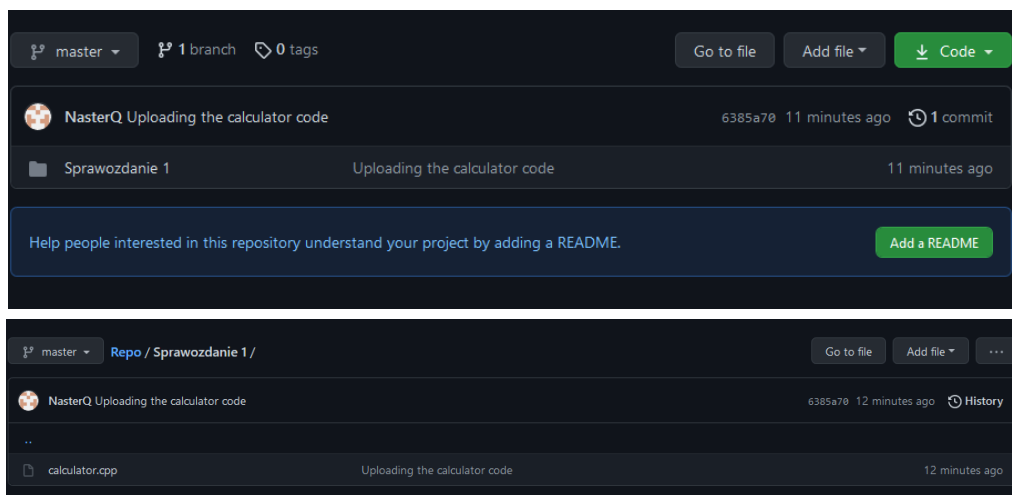 master 1 branch 0 tags Go to file Add file Code
NasterQ Uploading the calculator code 6385a70 11 minutes ago 1 commit
Sprawozdanie 1 Uploading the calculator code 11 minutes ago
Help people interested in this repository understand your project by adding a README. Add a README
master Repo / Sprawozdanie 1 / Go to file Add file ...
NasterQ Uploading the calculator code 6385a70 12 minutes ago History
..
calculator.cpp Uploading the calculator code 12 minutes ago